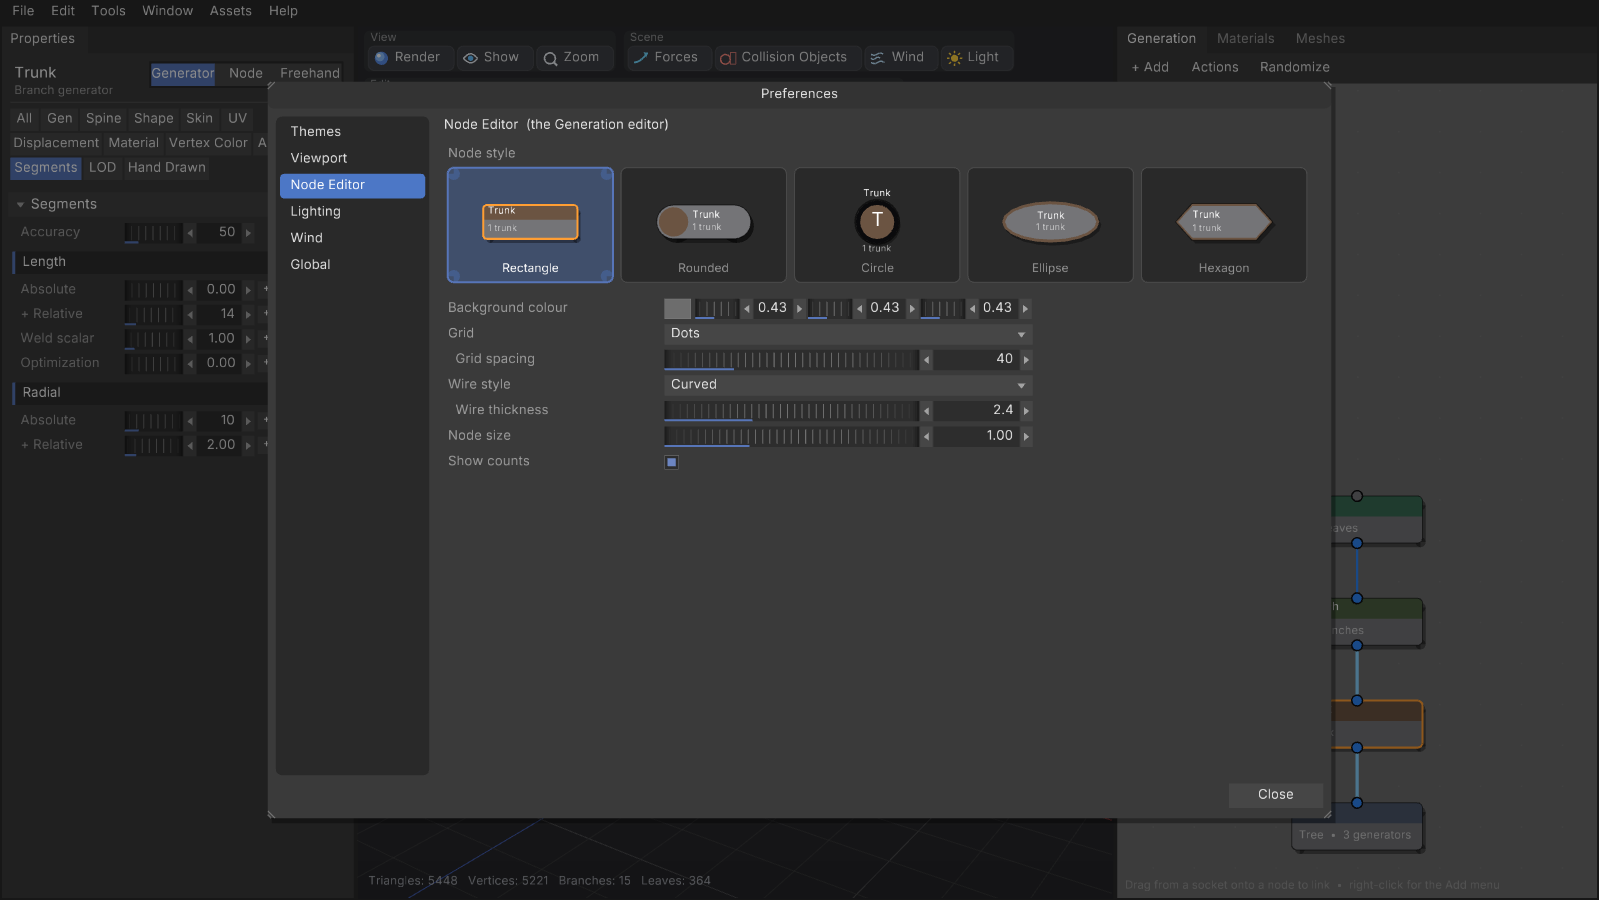 File Edit Tools Window Assets Help
Properties
Trunk
Branch generator
Generator Node Freehand
All Gen Spine Shape Skin UV
Displacement Material Vertex Color A
Segments LOD Hand Drawn
Segments
Accuracy 50
Length
Absolute 0.00
+ Relative 14
Weld scalar 1.00
Optimization 0.00
Radial
Absolute 10
+ Relative 2.00
View
Render Show Zoom
Scene
Forces Collision Objects Wind Light
Generation Materials Meshes
+ Add Actions Randomize
Preferences
Themes
Viewport
Node Editor
Lighting
Wind
Global
Node Editor (the Generation editor)
Node style
Trunk
1 trunk
Rectangle
Trunk
1 trunk
Rounded
Trunk
T
1 trunk
Circle
Trunk
1 trunk
Ellipse
Trunk
1 trunk
Hexagon
Background colour 0.43 0.43 0.43
Grid Dots
Grid spacing 40
Wire style Curved
Wire thickness 2.4
Node size 1.00
Show counts
Close
aves
h
nches
Tree • 3 generators
Drag from a socket onto a node to link • right-click for the Add menu
Triangles: 5448 Vertices: 5221 Branches: 15 Leaves: 364